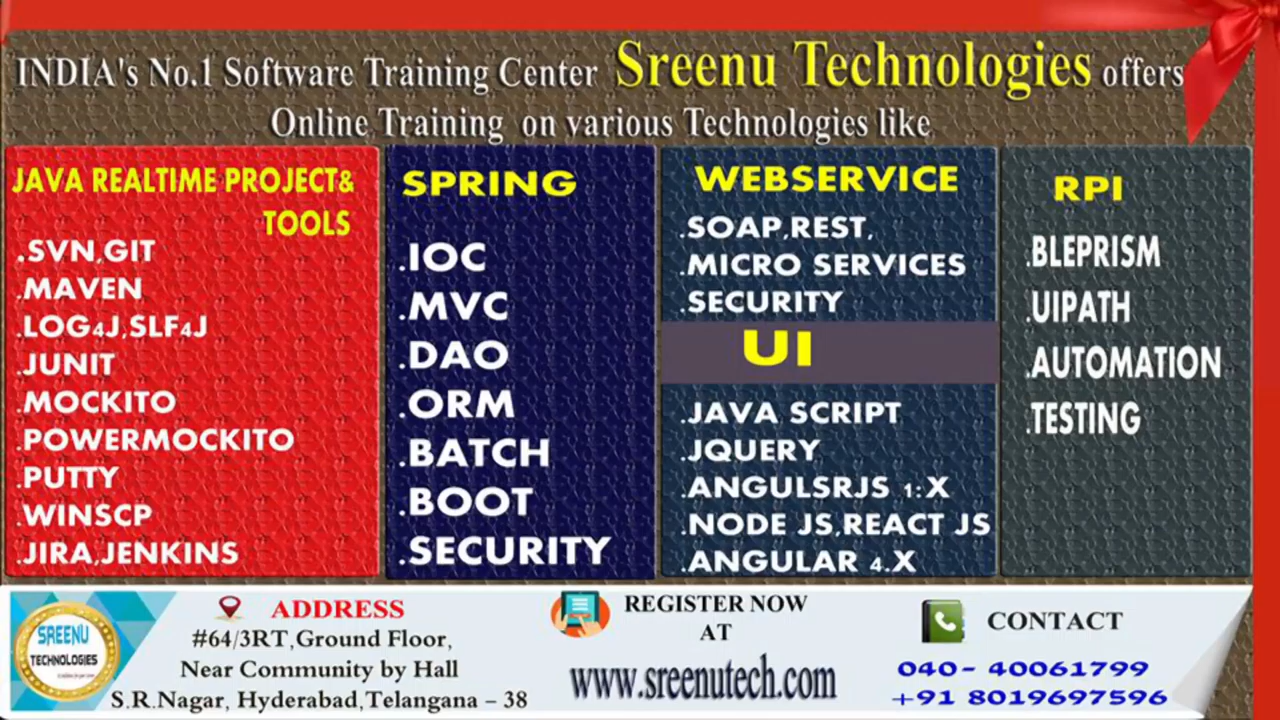 INDIA's No.1 Software Training Center Sreenu Technologies offers
Online Training on various Technologies like
JAVA REALTIME PROJECT&
TOOLS
.SVN,GIT
.MAVEN
.LOG4J,SLF4J
.JUNIT
.MOCKITO
.POWERMOCKITO
.PUTTY
.WINSCP
.JIRA,JENKINS
SPRING
.IOC
.MVC
.DAO
.ORM
.BATCH
.BOOT
.SECURITY
WEBSERVICE
.SOAP,REST,
.MICRO SERVICES
.SECURITY
UI
.JAVA SCRIPT
.JQUERY
.ANGULSRJS 1:X
.NODE JS,REACT JS
.ANGULAR 4.X
RPI
.BLEPRISM
.UIPATH
.AUTOMATION
.TESTING
SREENU
TECHNOLOGIES
ADDRESS
#64/3RT,Ground Floor,
Near Community by Hall
S.R.Nagar, Hyderabad,Telangana – 38
REGISTER NOW
AT
www.sreenutech.com
CONTACT
040- 40061799
+91 8019697596